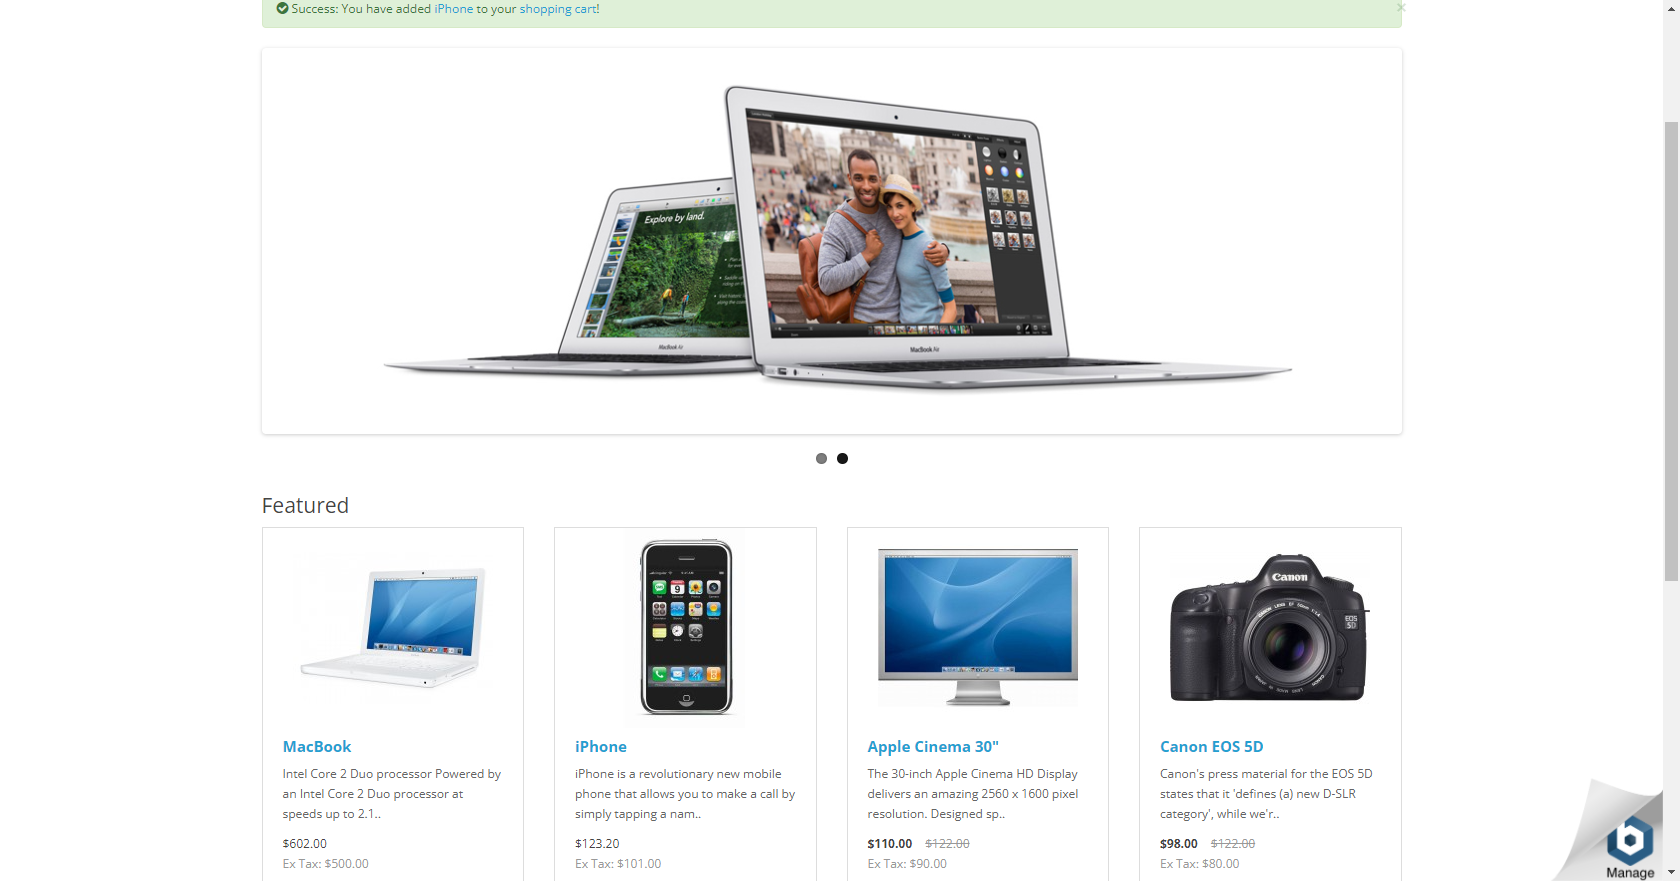 Success: You have added iPhone to your shopping cart!
×
Explore by land.
MacBook Air
MacBook Air
Featured
Canon
EOS
5D
MacBook
Intel Core 2 Duo processor Powered by
an Intel Core 2 Duo processor at
speeds up to 2.1..
$602.00
Ex Tax: $500.00
iPhone
iPhone is a revolutionary new mobile
phone that allows you to make a call by
simply tapping a nam..
$123.20
Ex Tax: $101.00
Apple Cinema 30"
The 30-inch Apple Cinema HD Display
delivers an amazing 2560 x 1600 pixel
resolution. Designed sp..
$110.00 $122.00
Ex Tax: $90.00
Canon EOS 5D
Canon's press material for the EOS 5D
states that it 'defines (a) new D-SLR
category', while we'r..
$98.00 $122.00
Ex Tax: $80.00
b
Manage